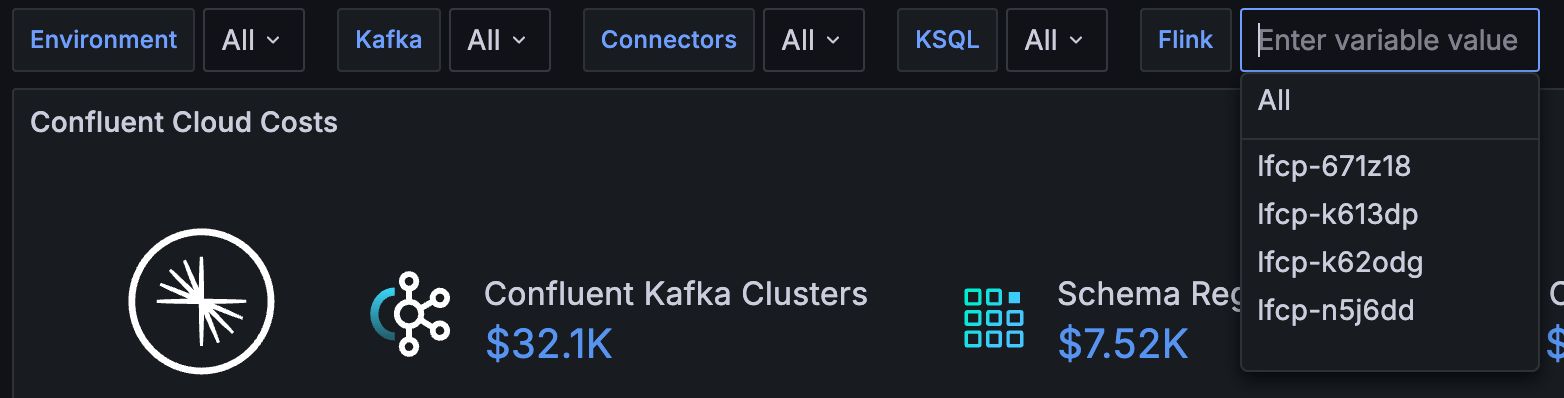 Environment All Kafka All Connectors All KSQL All Flink Enter variable value
All
lfcp-671z18
lfcp-k613dp
lfcp-k62odg
lfcp-n5j6dd
Confluent Cloud Costs
Confluent Kafka Clusters
$32.1K
Schema Reg
$7.52K